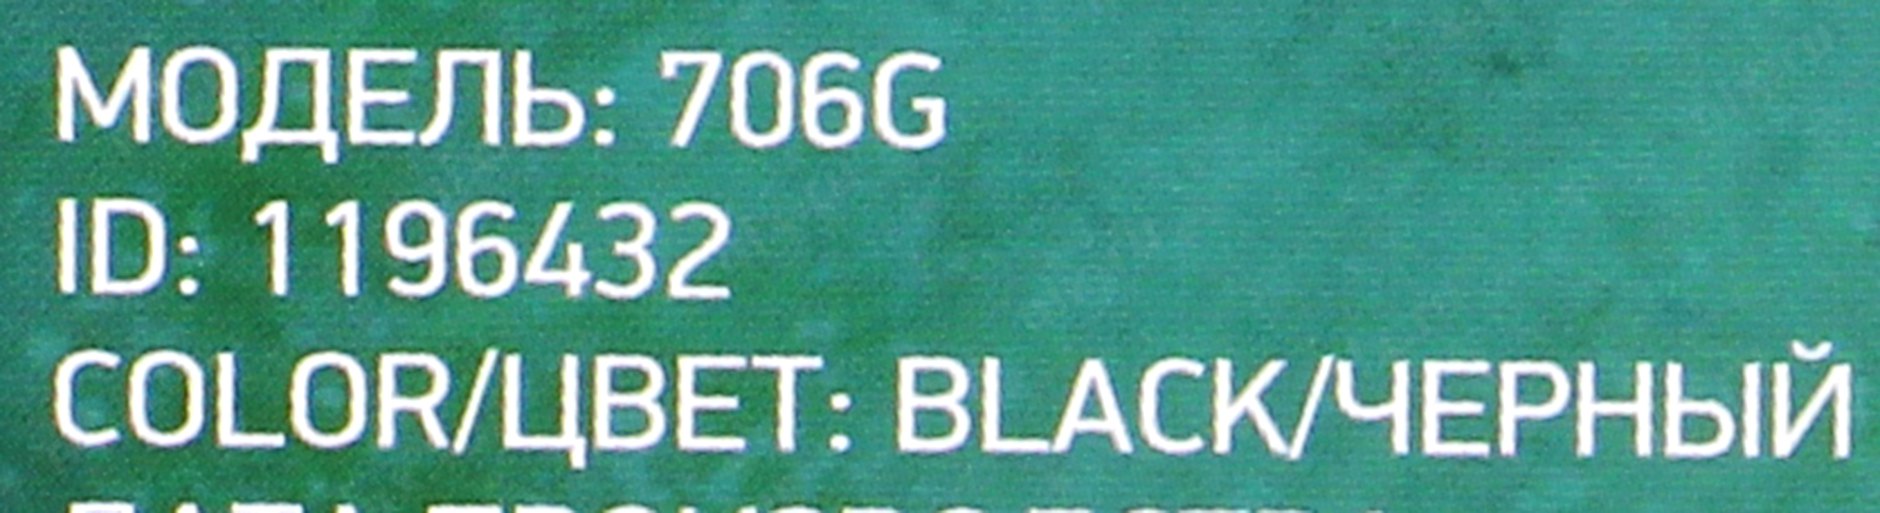 МОДЕЛЬ: 706G
ID: 1196432
COLOR/ЦВЕТ: BLACK/ЧЕРНЫЙ